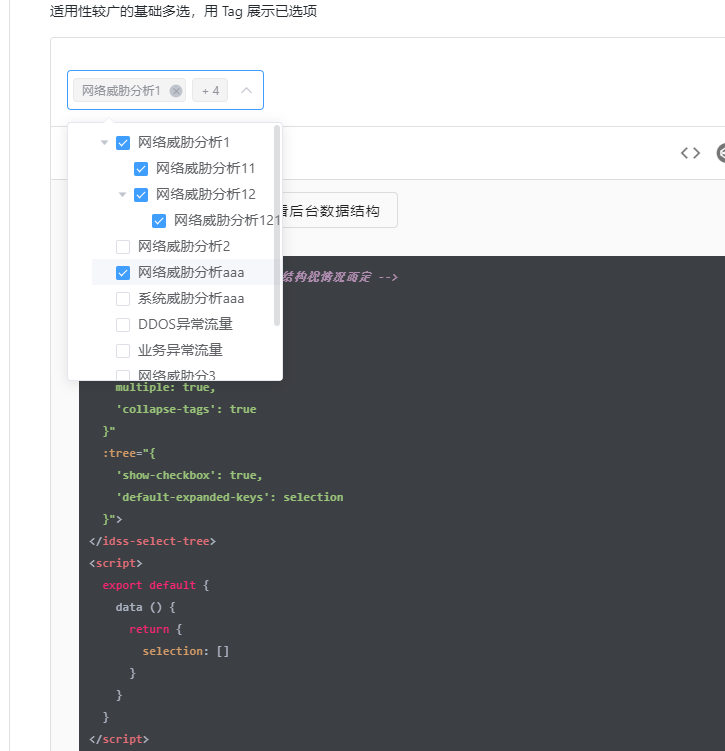 适用性较广的基础多选，用 Tag 展示已选项
网络威胁分析1
+ 4
网络威胁分析1
网络威胁分析11
网络威胁分析12
网络威胁分析121
网络威胁分析2
网络威胁分析aaa
系统威胁分析aaa
DDOS异常流量
业务异常流量
网络威胁分3
看后台数据结构
结构视情况而定 -->
multiple: true,
'collapse-tags': true
}"
:tree="{
'show-checkbox': true,
'default-expanded-keys': selection
}">
</idss-select-tree>
<script>
export default {
data () {
return {
selection: []
}
}
}
</script>